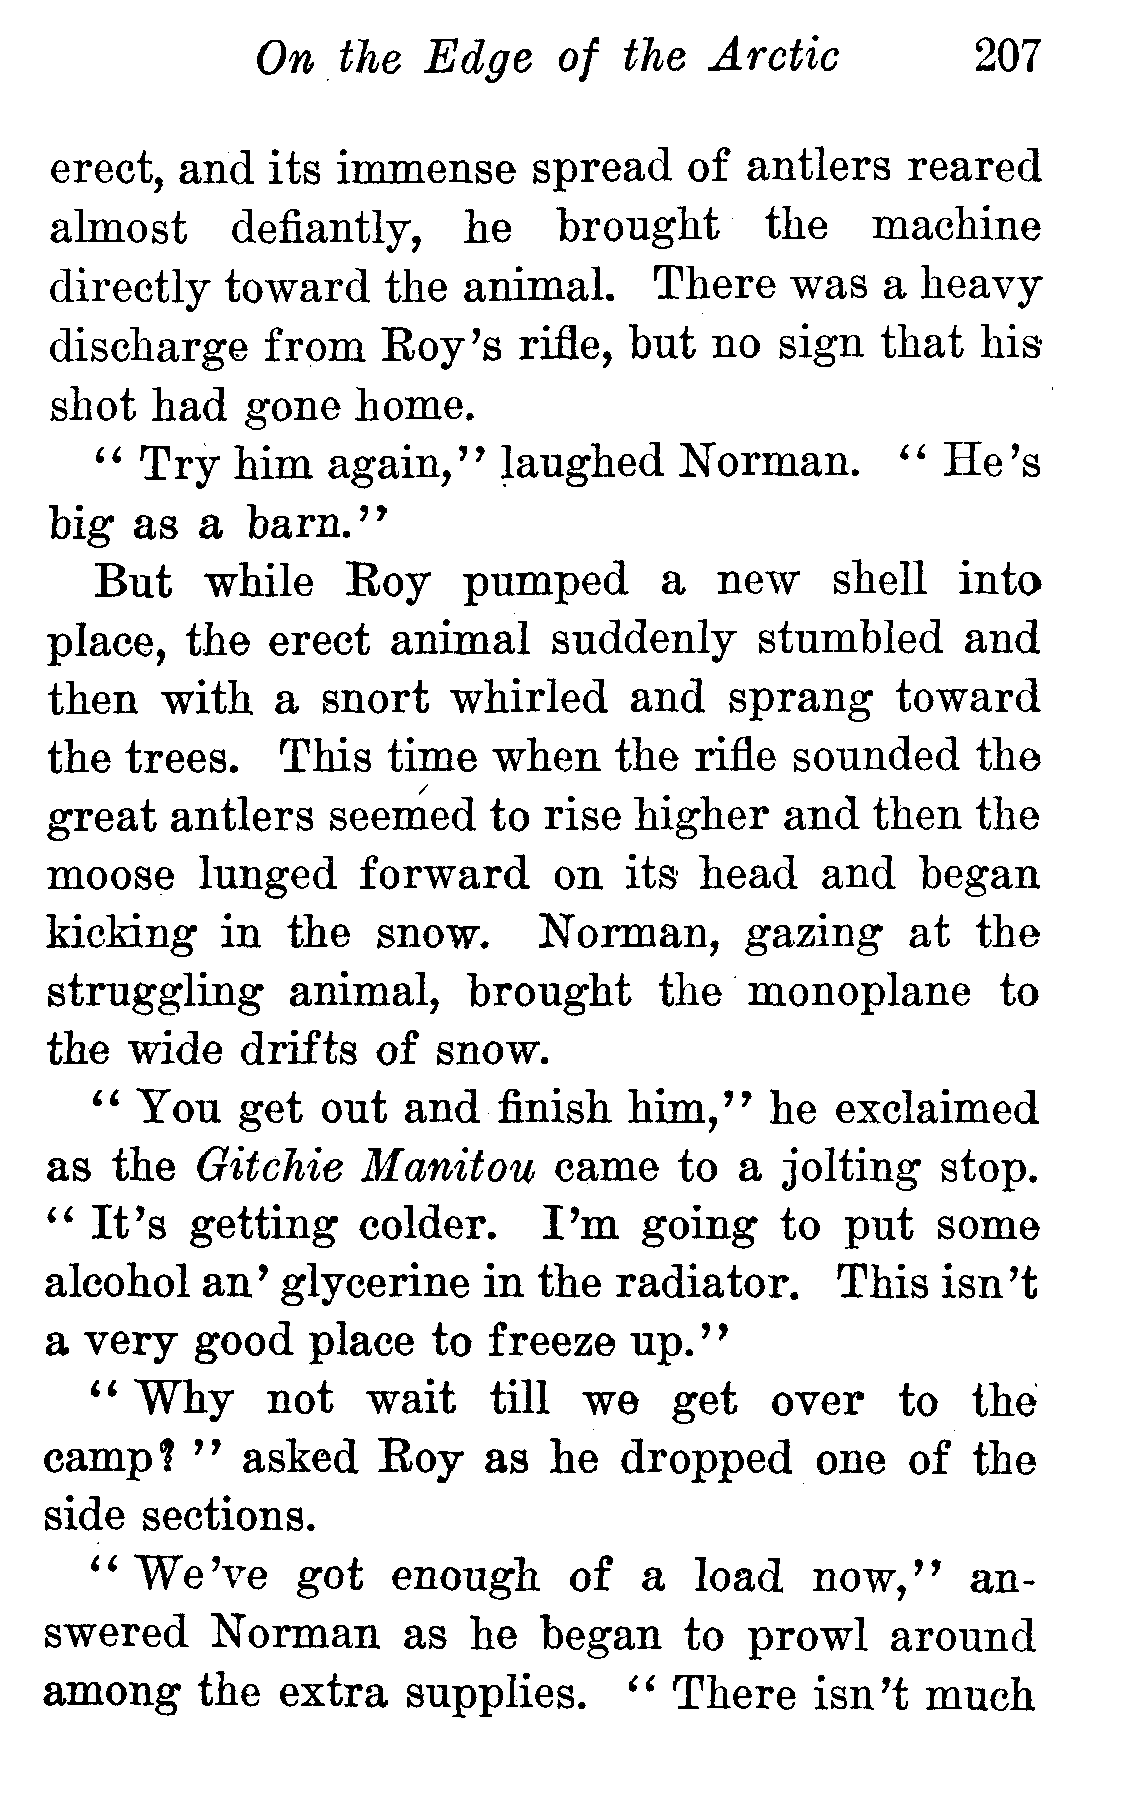 On the Edge of the Arctic 207
erect, and its immense spread of antlers reared
almost defiantly, he brought the machine
directly toward the animal. There was a heavy
discharge from Roy's rifle, but no sign that his
shot had gone home.
"Try him again," laughed Norman. "He's
big as a barn."
But while Roy pumped a new shell into
place, the erect animal suddenly stumbled and
then with a snort whirled and sprang toward
the trees. This time when the rifle sounded the
great antlers seemed to rise higher and then the
moose lunged forward on its head and began
kicking in the snow. Norman, gazing at the
struggling animal, brought the monoplane to
the wide drifts of snow.
"You get out and finish him," he exclaimed
as the Gitchie Manitou came to a jolting stop.
"It's getting colder. I'm going to put some
alcohol an' glycerine in the radiator. This isn't
a very good place to freeze up."
"Why not wait till we get over to the
camp?" asked Roy as he dropped one of the
side sections.
"We've got enough of a load now," an-
swered Norman as he began to prowl around
among the extra supplies. "There isn't much